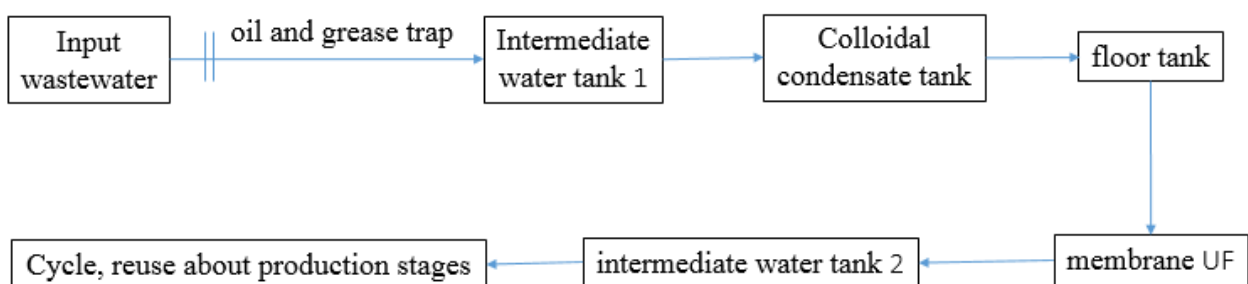 Input
wastewater
oil and grease trap
Intermediate
water tank 1
Colloidal
condensate tank
floor tank
Cycle, reuse about production stages
intermediate water tank 2
membrane UF